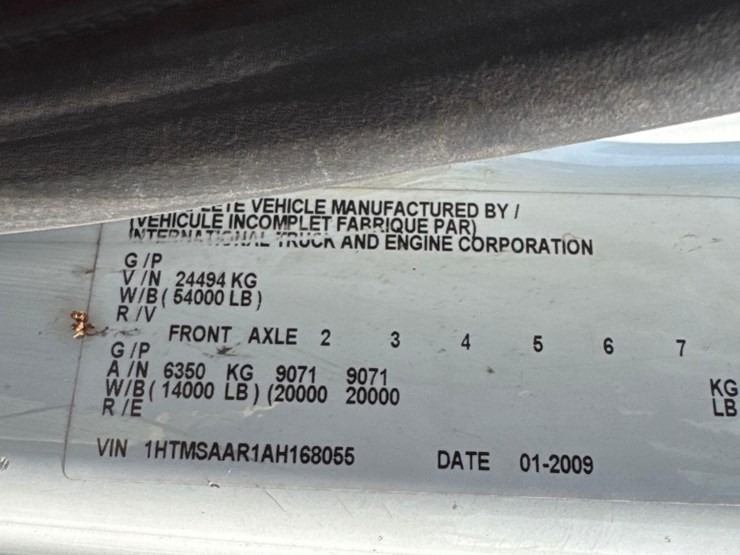 VEHICLE MANUFACTURED BY /
(VEHICULE INCOMPLET FABRIQUE PAR)
INTERNATIONAL TRUCK AND ENGINE CORPORATION
G /P
V /N 24494 KG
W/B ( 54000 LB )
R /V
FRONT AXLE 2 3 4 5 6 7
G /P
A /N 6350 KG 9071 9071 KG
W/B ( 14000 LB ) (20000 20000 LB
R /E
VIN 1HTMSAAR1AH168055 DATE 01-2009